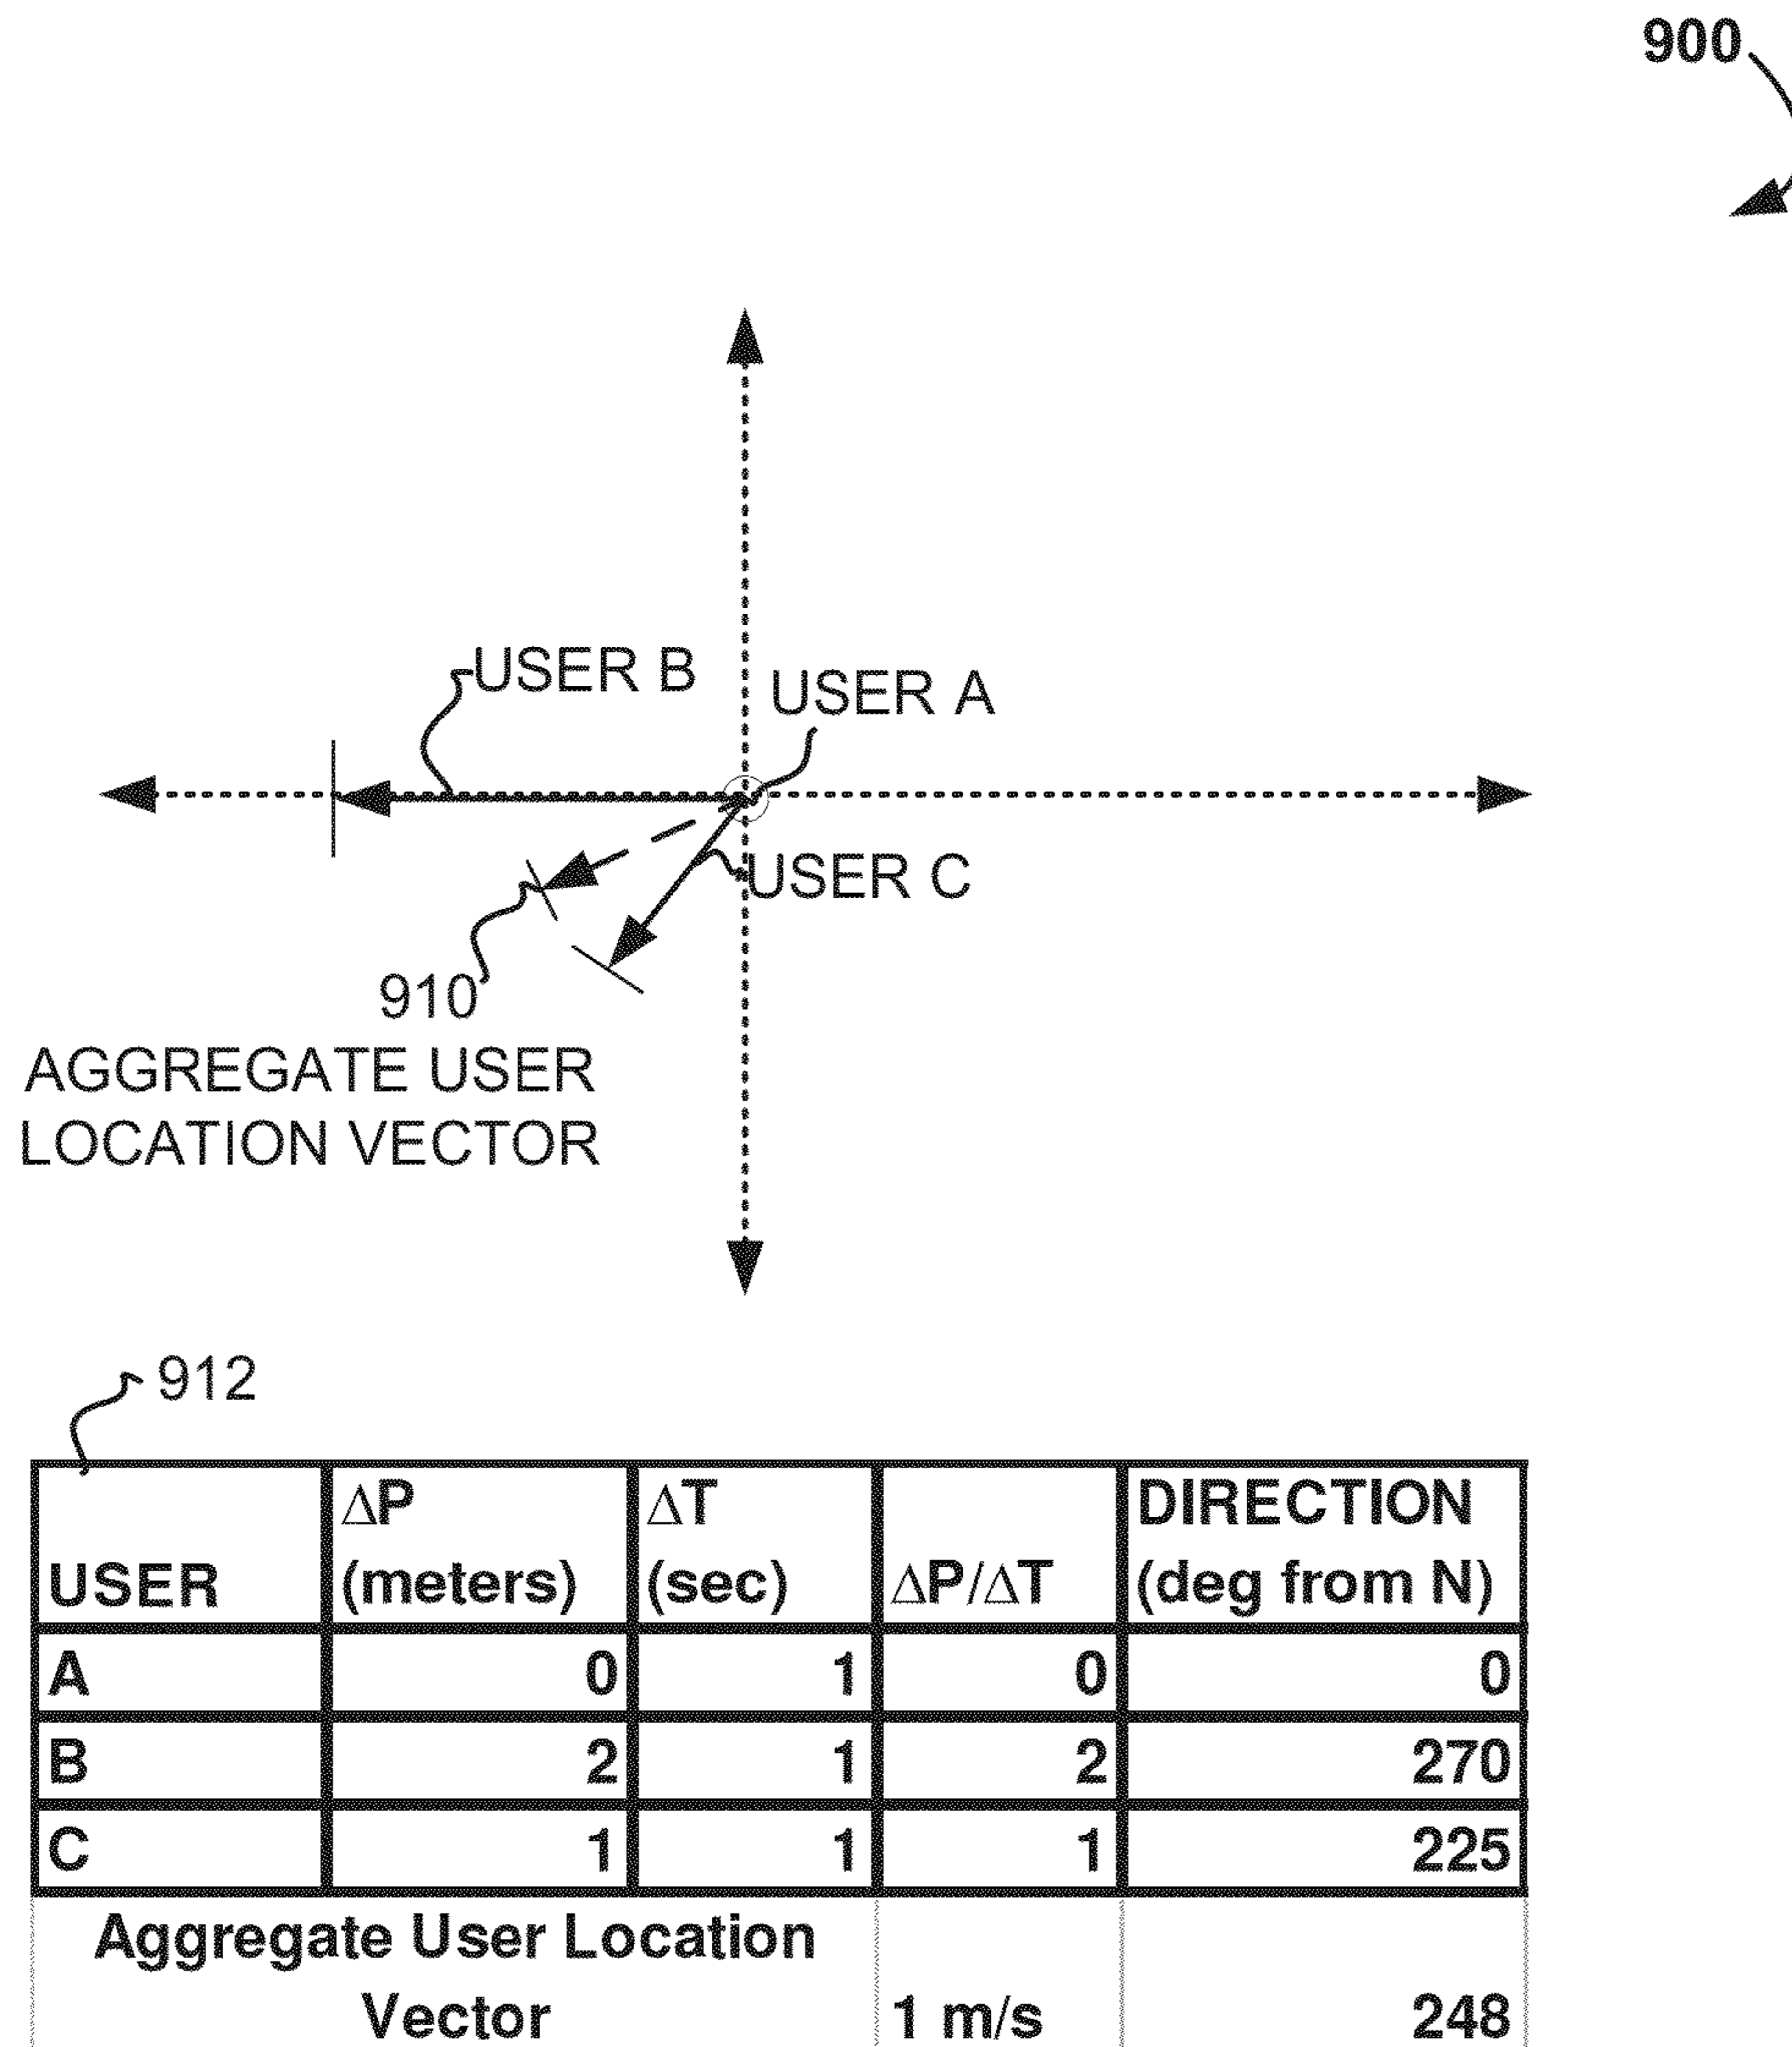 900
USER B
USER A
USER C
910
AGGREGATE USER
LOCATION VECTOR
912
USER ΔP (meters) ΔT (sec) ΔP/ΔT DIRECTION (deg from N)
A 0 1 0 0
B 2 1 2 270
C 1 1 1 225
Aggregate User Location
Vector 1 m/s 248